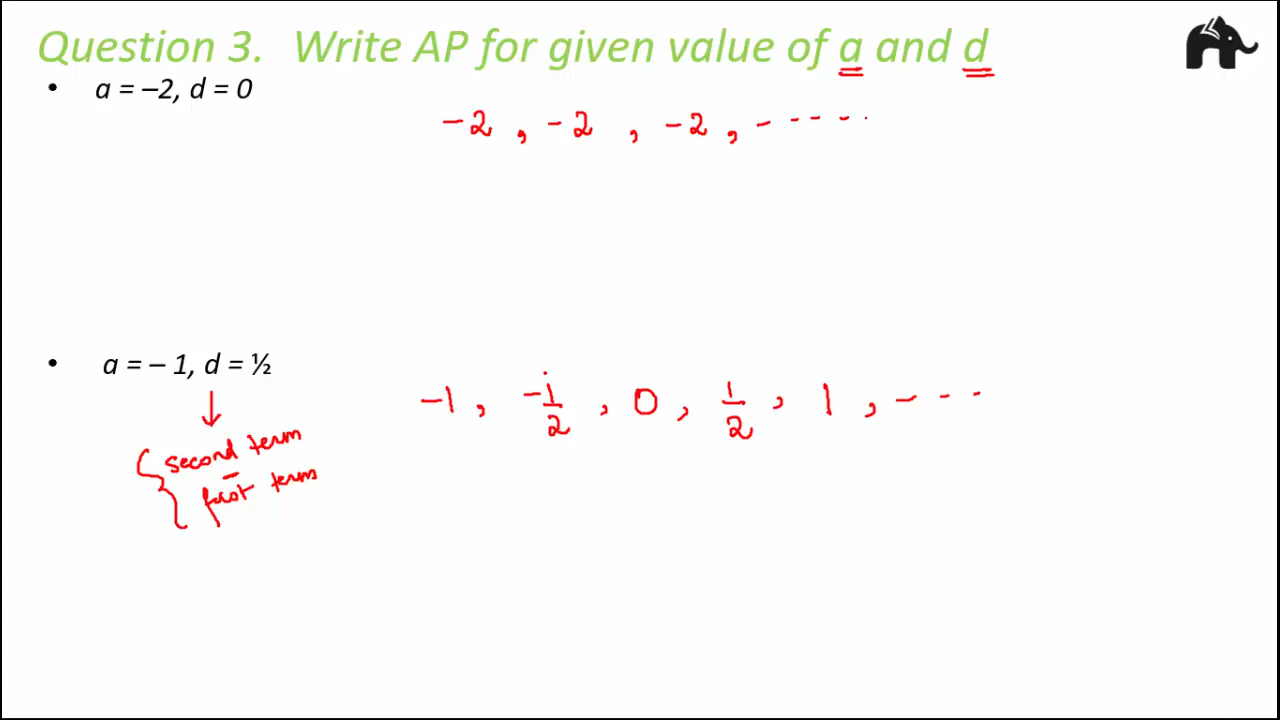 Question 3. Write AP for given value of a and d
• a = –2, d = 0
-2 , -2 , -2 , - - - - -
• a = – 1, d = ½
-1 , -1/2 , 0 , 1/2 , 1 , - - -
second term
-
first term